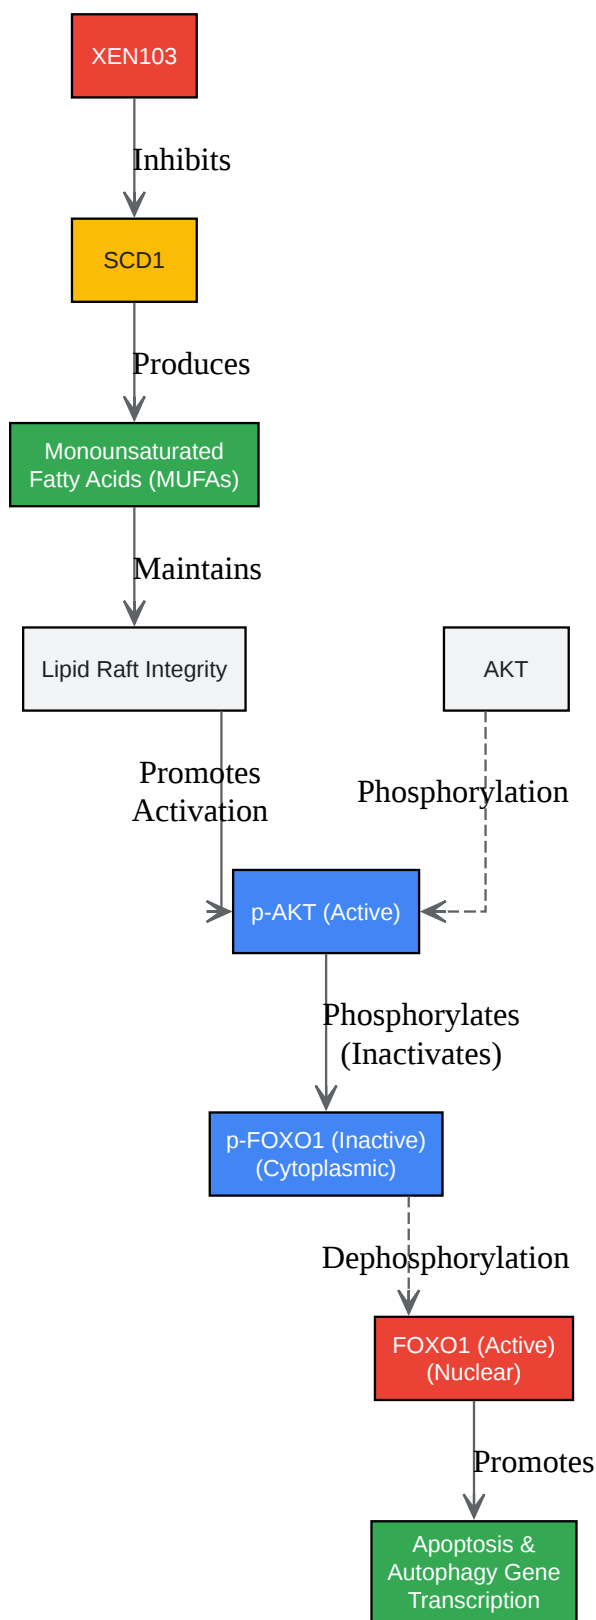 XEN103
Inhibits
SCD1
Produces
Monounsaturated
Fatty Acids (MUFAs)
Maintains
Lipid Raft Integrity
AKT
Promotes
Activation
Phosphorylation
p-AKT (Active)
Phosphorylates
(Inactivates)
p-FOXO1 (Inactive)
(Cytoplasmic)
Dephosphorylation
FOXO1 (Active)
(Nuclear)
Promotes
Apoptosis &
Autophagy Gene
Transcription